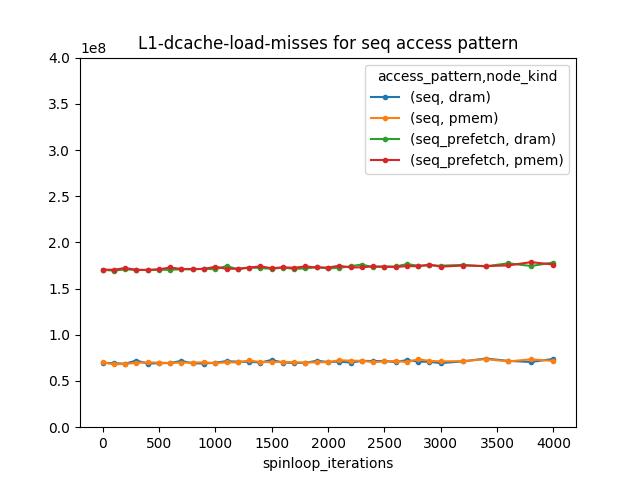 L1-dcache-load-misses for seq access pattern
1e8
access_pattern,node_kind
(seq, dram)
(seq, pmem)
(seq_prefetch, dram)
(seq_prefetch, pmem)
4.0
3.5
3.0
2.5
2.0
1.5
1.0
0.5
0.0
0 500 1000 1500 2000 2500 3000 3500 4000
spinloop_iterations